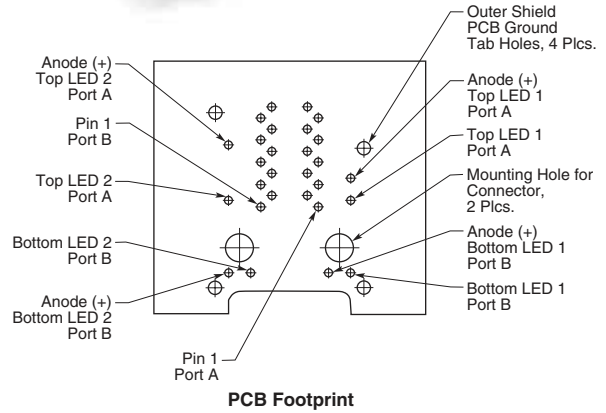 Outer Shield
PCB Ground
Tab Holes, 4 Plcs.
Anode (+)
Top LED 2
Port A
Anode (+)
Top LED 1
Port A
Pin 1
Port B
Top LED 1
Port A
Top LED 2
Port A
Mounting Hole for
Connector,
2 Plcs.
Bottom LED 2
Port B
Anode (+)
Bottom LED 1
Port B
Anode (+)
Bottom LED 2
Port B
Bottom LED 1
Port B
Pin 1
Port A
PCB Footprint